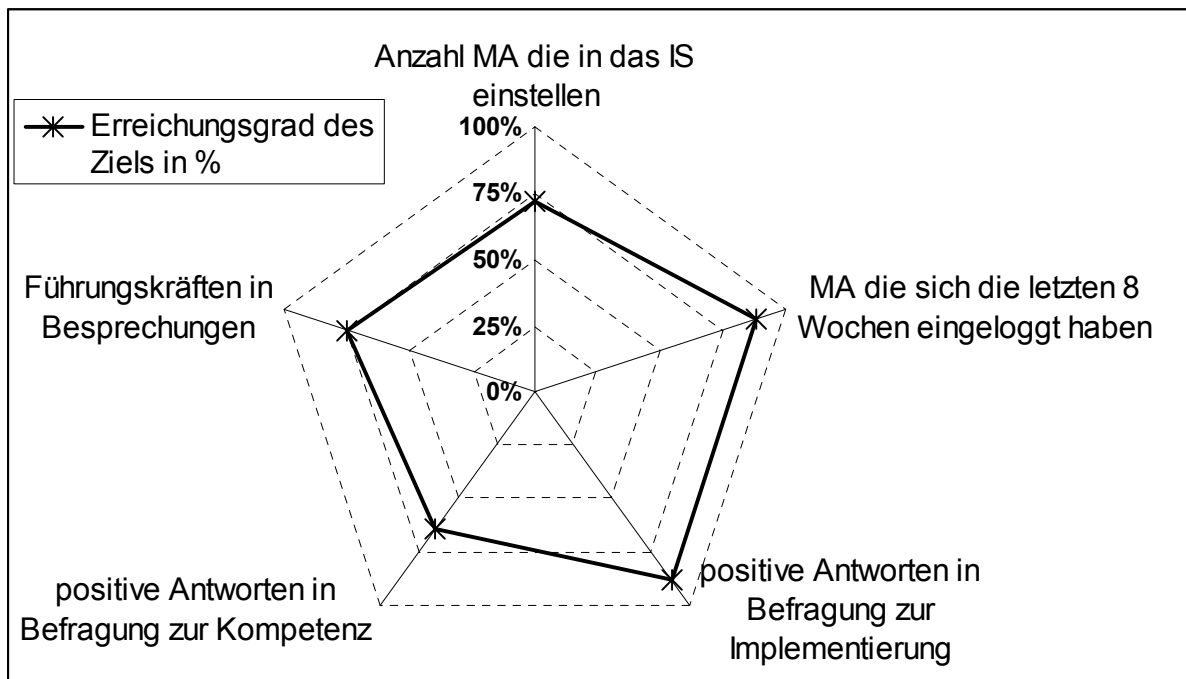 Anzahl MA die in das IS
einstellen
Erreichungsgrad des
Ziels in %
100%
75%
50%
25%
0%
MA die sich die letzten 8
Wochen eingeloggt haben
positive Antworten in
Befragung zur
Implementierung
positive Antworten in
Befragung zur Kompetenz
Führungskräften in
Besprechungen